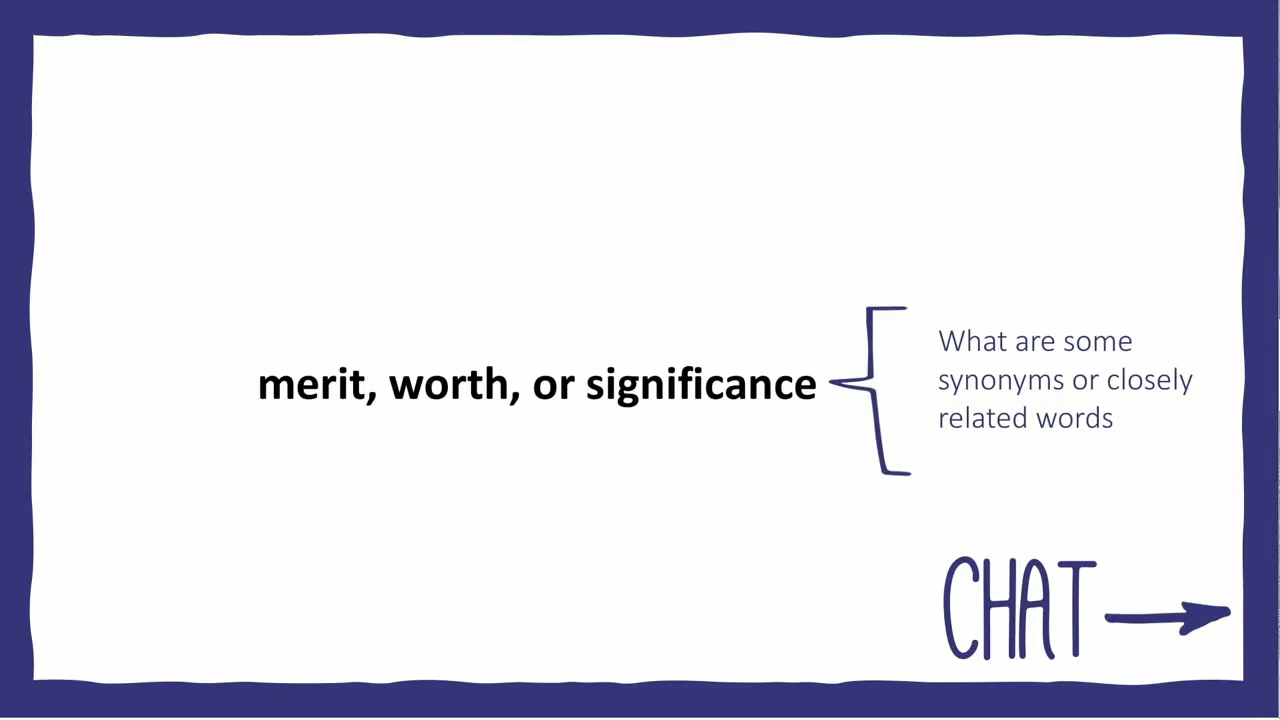 merit, worth, or significance
What are some
synonyms or closely
related words
CHAT